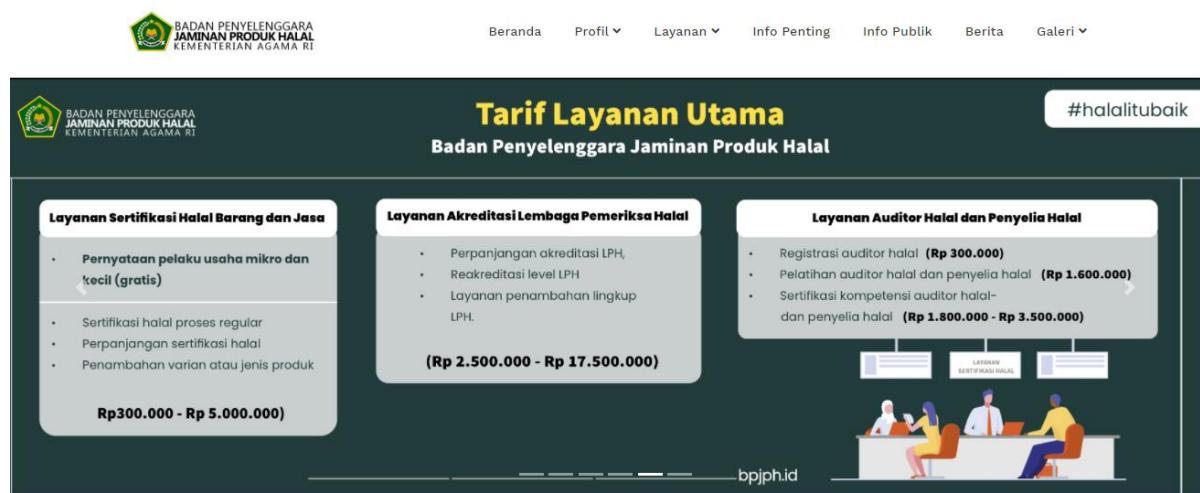 BADAN PENYELENGGARA
JAMINAN PRODUK HALAL
KEMENTERIAN AGAMA RI
Beranda
Profil
Layanan
Info Penting
Info Publik
Berita
Galeri
BADAN PENYELENGGARA
JAMINAN PRODUK HALAL
KEMENTERIAN AGAMA RI
Tarif Layanan Utama
Badan Penyelenggara Jaminan Produk Halal
#halalitubaik
Layanan Sertifikasi Halal Barang dan Jasa
• Pernyataan pelaku usaha mikro dan
kecil (gratis)
• Sertifikasi halal proses regular
• Perpanjangan sertifikasi halal
• Penambahan varian atau jenis produk
Rp300.000 - Rp 5.000.000)
Layanan Akreditasi Lembaga Pemeriksa Halal
• Perpanjangan akreditasi LPH,
• Reakreditasi level LPH
• Layanan penambahan lingkup
LPH.
(Rp 2.500.000 - Rp 17.500.000)
Layanan Auditor Halal dan Penyelia Halal
• Registrasi auditor halal (Rp 300.000)
• Pelatihan auditor halal dan penyelia halal (Rp 1.600.000)
• Sertifikasi kompetensi auditor halal-
dan penyelia halal (Rp 1.800.000 - Rp 3.500.000)
LAYANAN
SERTIFIKASI HALAL
bpjph.id